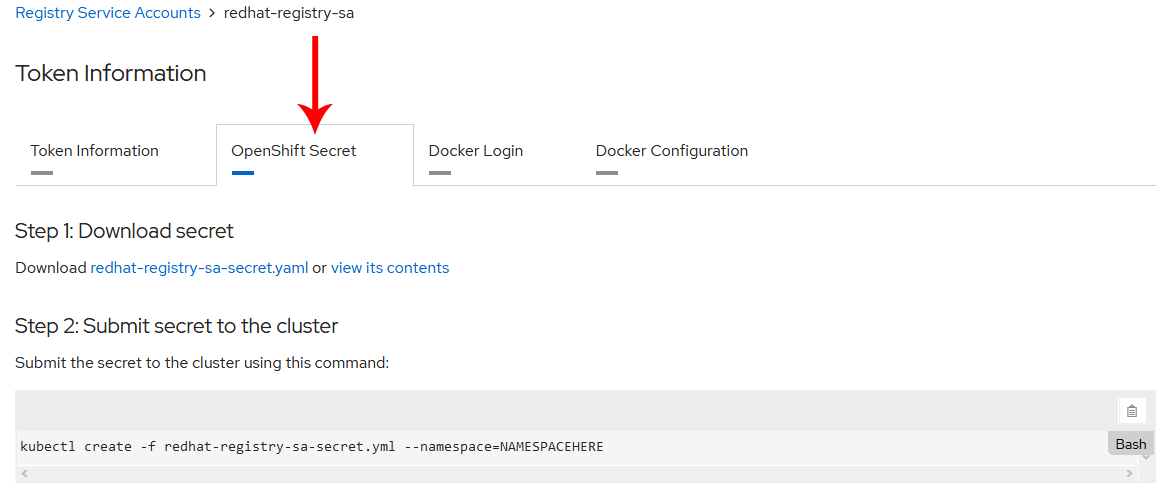 Registry Service Accounts > redhat-registry-sa
Token Information
Token Information OpenShift Secret Docker Login Docker Configuration
Step 1: Download secret
Download redhat-registry-sa-secret.yaml or view its contents
Step 2: Submit secret to the cluster
Submit the secret to the cluster using this command:
kubectl create -f redhat-registry-sa-secret.yml --namespace=NAMESPACEHERE
Bash